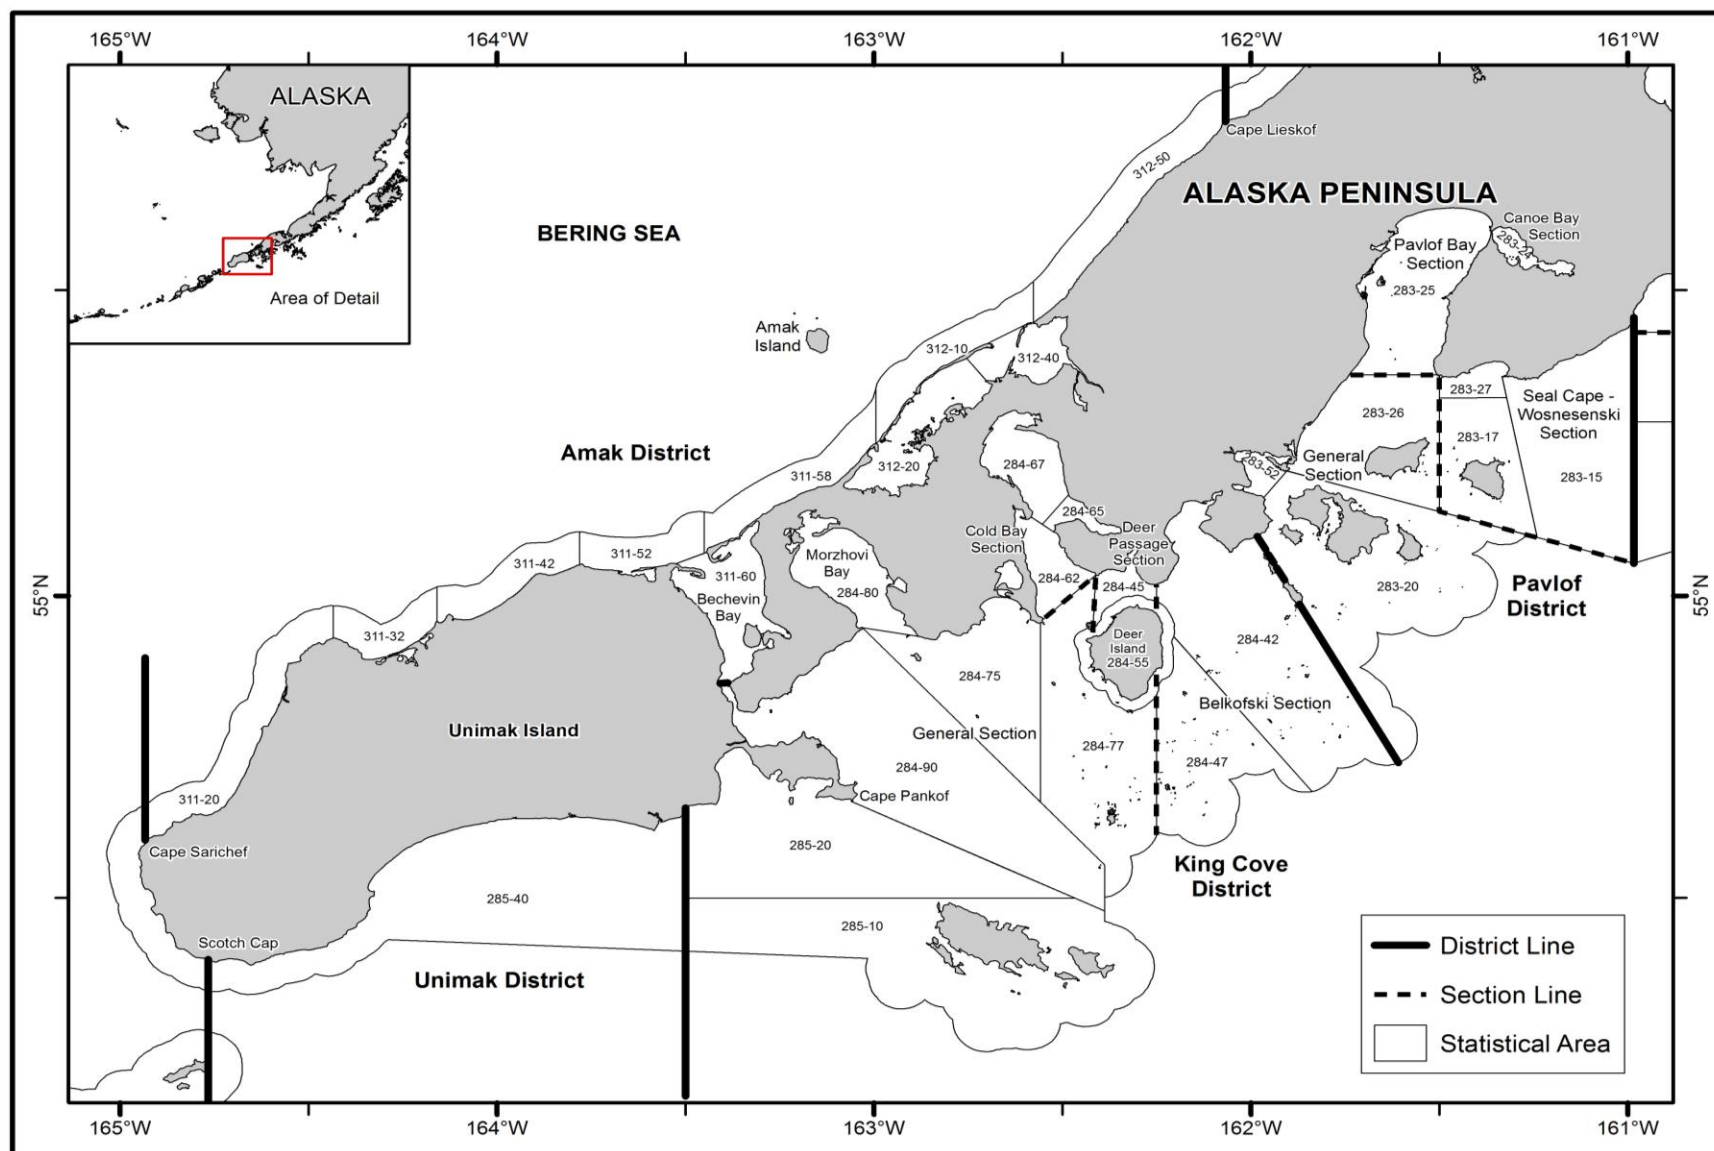 165°W
164°W
163°W
162°W
161°W
ALASKA
Area of Detail
Cape Lieskof
312-50
ALASKA PENINSULA
BERING SEA
Canoe Bay
Section
283-24
Pavlof Bay
Section
283-25
Amak
Island
312-10
312-40
283-27
Seal Cape -
Wosnesenski
Section
283-26
283-17
283-15
General
Section
283-52
Amak District
312-20
311-58
284-67
284-65
Cold Bay
Section
Deer
Passage
Section
311-52
311-42
311-60
Bechevin
Bay
Morzhovi
Bay
284-80
284-62
284-45
283-20
Pavlof
District
55°N
55°N
311-32
Deer
Island
284-55
284-42
284-75
Belkofski Section
Unimak Island
General Section
284-77
284-47
284-90
Cape Pankof
311-20
285-20
Cape Sarichef
King Cove
District
285-40
285-10
Scotch Cap
Unimak District
District Line
Section Line
Statistical Area
165°W
164°W
163°W
162°W
161°W